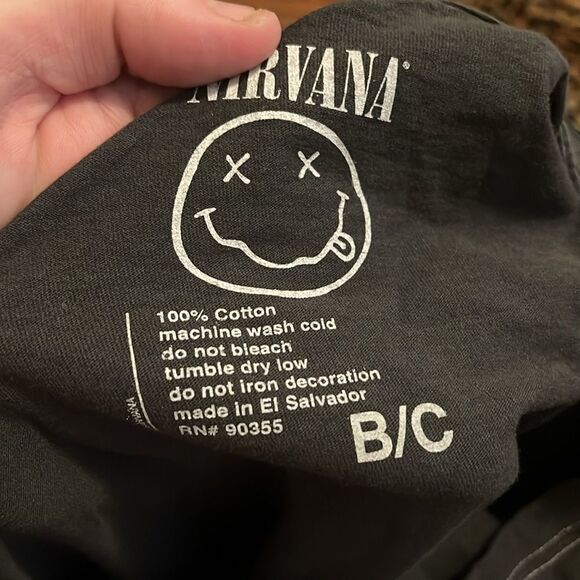 NIRVANA®
100% Cotton
machine wash cold
do not bleach
tumble dry low
do not iron decoration
made in El Salvador
RN# 90355
B/C